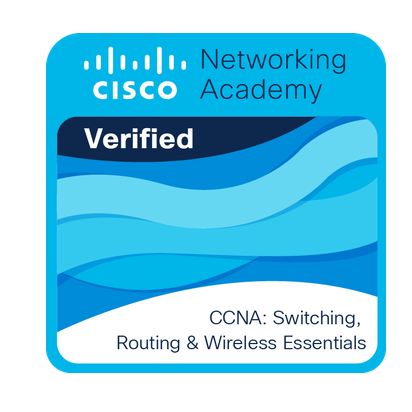 Networking
CISCO Academy
Verified
CCNA: Switching,
Routing & Wireless Essentials